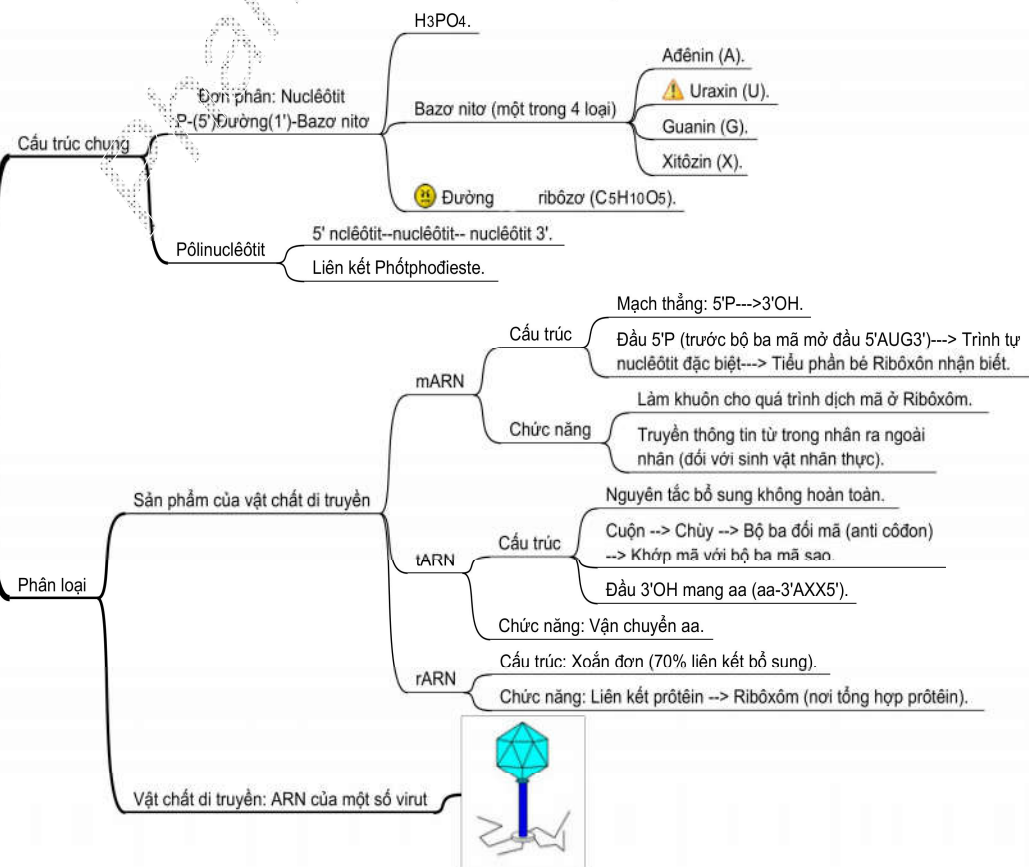 Cấu trúc chung
Đơn phân: Nuclêôtit
P-(5')Đường(1')-Bazơ nitơ
H3PO4.
Bazơ nitơ (một trong 4 loại)
Ađênin (A).
Uraxin (U).
Guanin (G).
Xitôzin (X).
Đường ribôzơ (C5H10O5).
Pôlinuclêôtit
5' nclêôtit--nuclêôtit-- nuclêôtit 3'.
Liên kết Phốtphođieste.
Phân loại
Sản phẩm của vật chất di truyền
mARN
Cấu trúc
Mạch thẳng: 5'P--->3'OH.
Đầu 5'P (trước bộ ba mã mở đầu 5'AUG3')---> Trình tự
nuclêôtit đặc biệt---> Tiểu phần bé Ribôxôn nhận biết.
Chức năng
Làm khuôn cho quá trình dịch mã ở Ribôxôm.
Truyền thông tin từ trong nhân ra ngoài
nhân (đối với sinh vật nhân thực).
tARN
Cấu trúc
Nguyên tắc bổ sung không hoàn toàn.
Cuộn --> Chùy --> Bộ ba đối mã (anti côđon)
--> Khớp mã với bộ ba mã sao.
Đầu 3'OH mang aa (aa-3'AXX5').
Chức năng: Vận chuyển aa.
rARN
Cấu trúc: Xoắn đơn (70% liên kết bổ sung).
Chức năng: Liên kết prôtêin --> Ribôxôm (nơi tổng hợp prôtêin).
Vật chất di truyền: ARN của một số virut